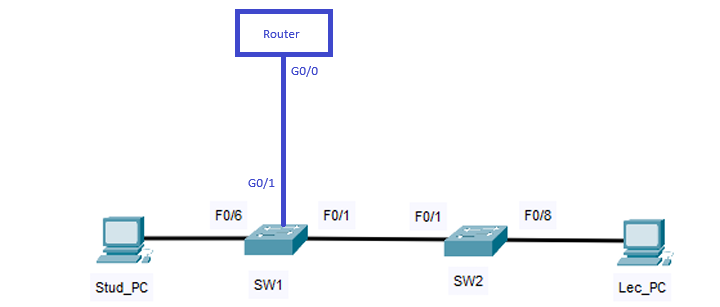 Router
G0/0
G0/1
F0/6
F0/1
F0/1
F0/8
Stud_PC
SW1
SW2
Lec_PC